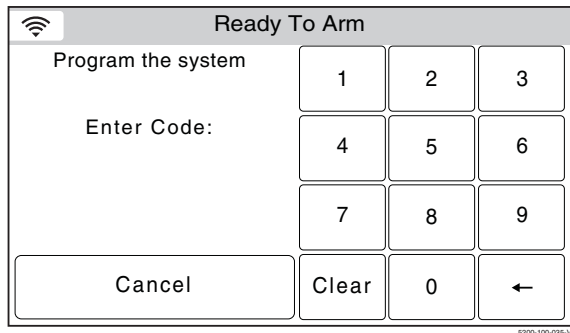 Ready To Arm
Program the system
Enter Code:
1 2 3
4 5 6
7 8 9
Cancel Clear 0 ←